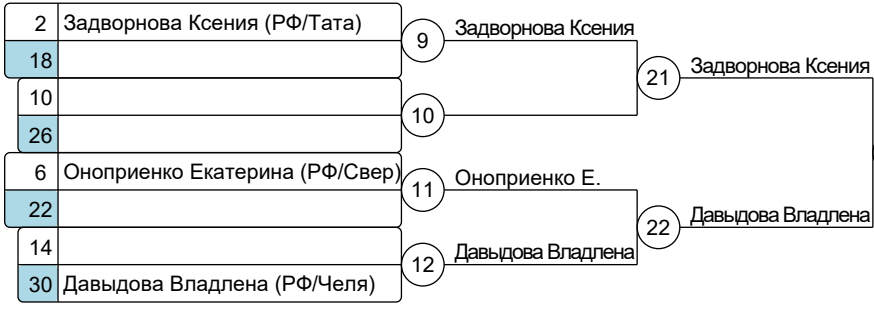 2 Задворнова Ксения (РФ/Тата)
18
9 Задворнова Ксения
10
26
10
21 Задворнова Ксения
6 Оноприенко Екатерина (РФ/Свер)
22
11 Оноприенко Е.
14
30 Давыдова Владлена (РФ/Челя)
12 Давыдова Владлена
22 Давыдова Владлена